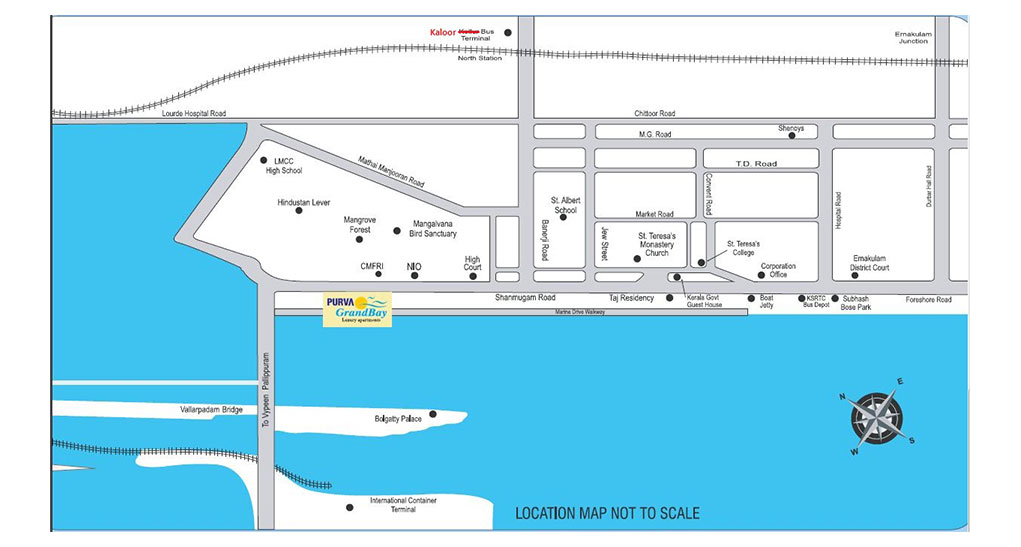 Kaloor Bus
Terminal
North Station
Ernakulam
Junction
Lourde Hospital Road
Chittoor Road
M.G. Road
Shenoys
T.D. Road
LMCC
High School
Mathai Manjooran Road
Convent Road
Hospital Road
Durbar Hall Road
Hindustan Lever
Mangrove
Forest
Mangalvana
Bird Sanctuary
St. Albert
School
Banerji Road
Market Road
Jew Street
St. Teresa's
Monastery
Church
St. Teresa's
College
CMFRI
NIO
High
Court
Corporation
Office
Ernakulam
District Court
PURVA
GrandBay
Luxury apartments
Shanmugam Road
Taj Residency
Kerala Govt
Guest House
Boat
Jetly
KSRTC
Bus Depot
Subhash
Bose Park
Foreshore Road
Marine Drive Walkway
To Vypeen Pallippuram
Vallarpadam Bridge
Bolgatty Palace
N
E
W
S
International Container
Terminal
LOCATION MAP NOT TO SCALE